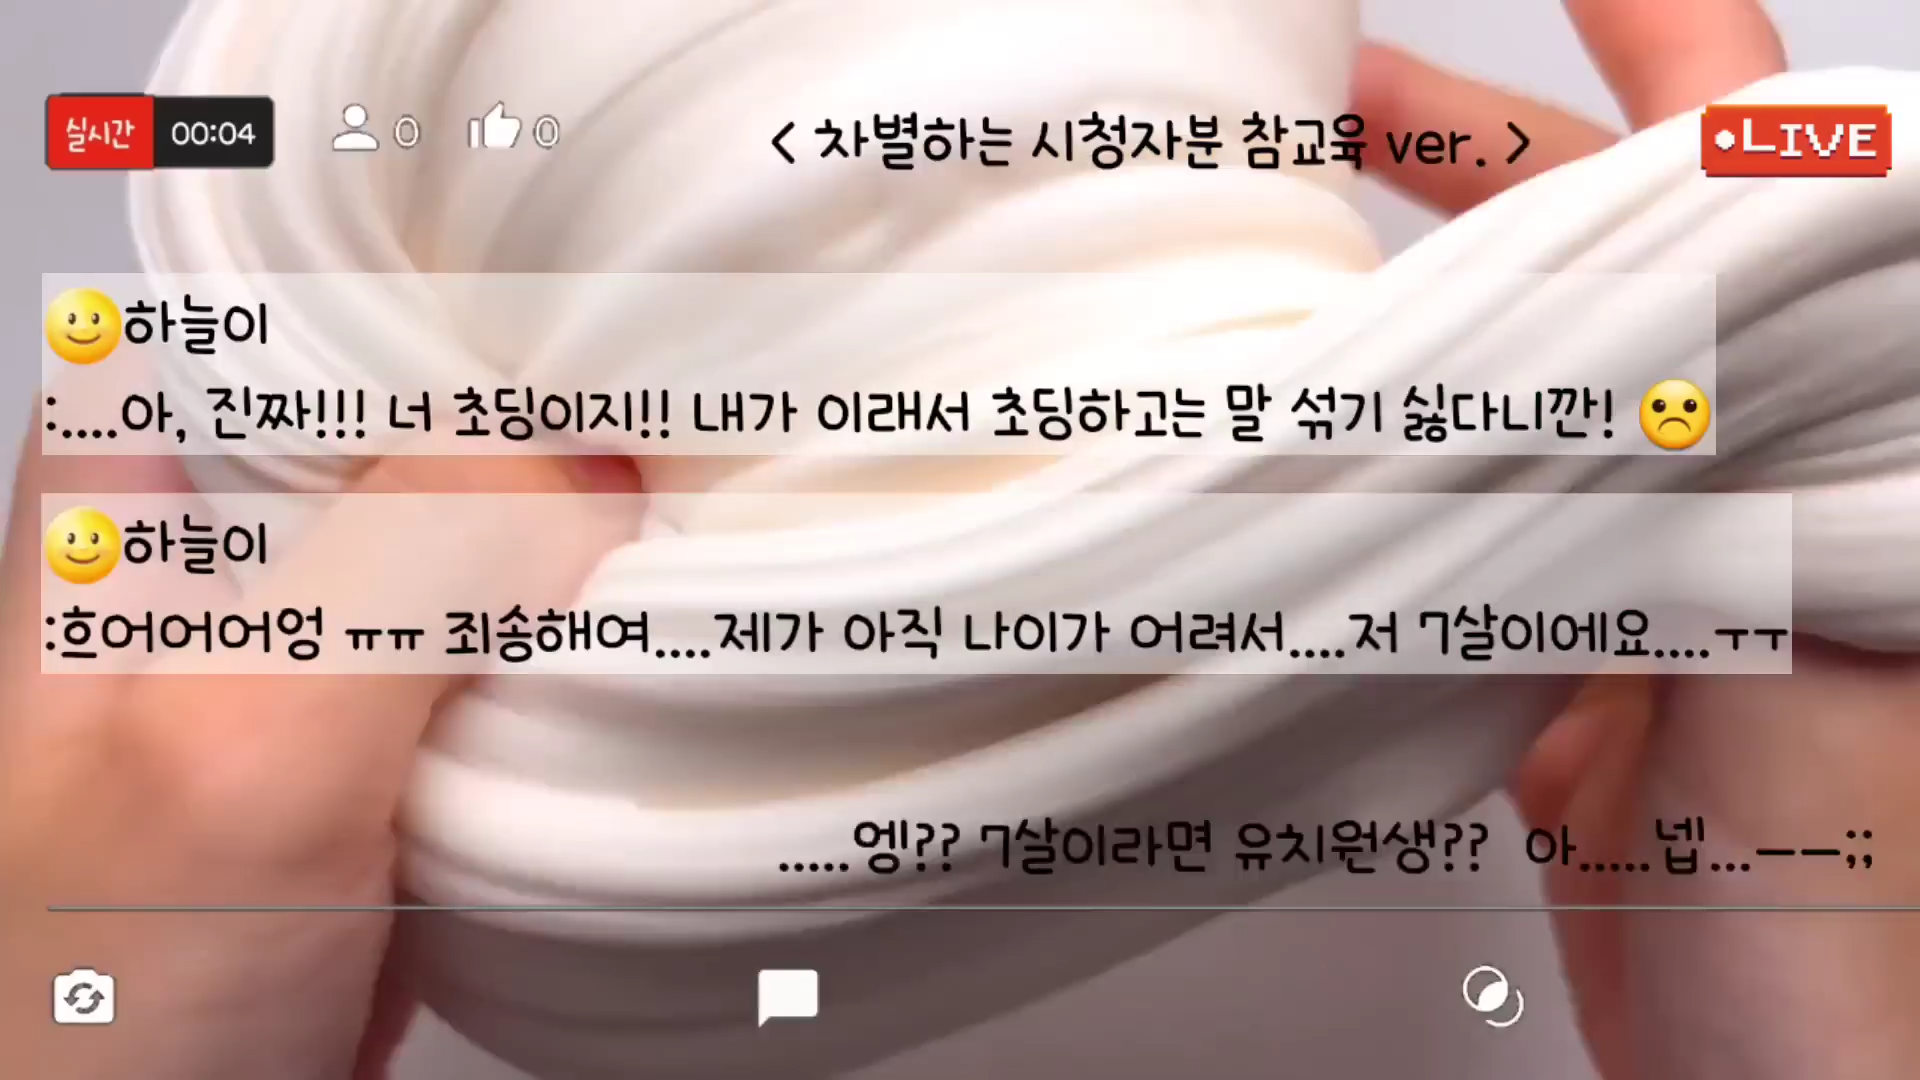 실시간 00:04 0 0 < 차별하는 시청자분 참교육 ver. > LIVE
하늘이
:....아, 진짜!!! 너 초딩이지!! 내가 이래서 초딩하고는 말 섞기 싫다니깐! ☹️
하늘이
:흐어어어엉 ㅠㅠ 죄송해여....제가 아직 나이가 어려서....저 7살이에요....ㅜㅜ
.....엥?? 7살이라면 유치원생?? 아.....넵...ㅡㅡ;;